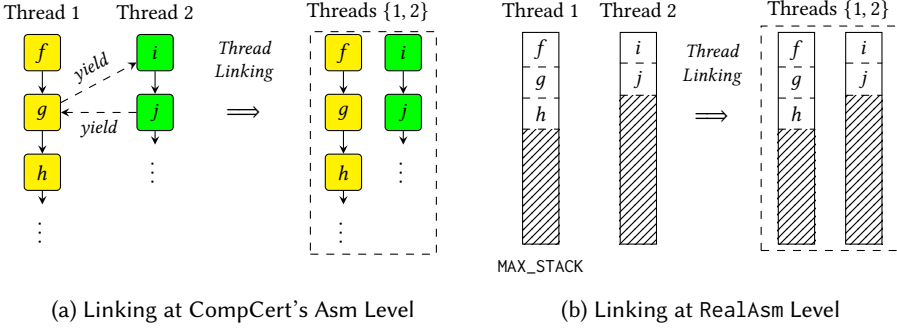 Thread 1 Thread 2 Threads {1, 2}
f i f i
yield Thread Linking
g j ⟹ g j
yield
h h
⋮ ⋮ ⋮ ⋮
(a) Linking at CompCert's Asm Level
Thread 1 Thread 2 Threads {1, 2}
f i f i
g j Thread Linking g j
h ⟹ h
MAX_STACK
(b) Linking at RealAsm Level